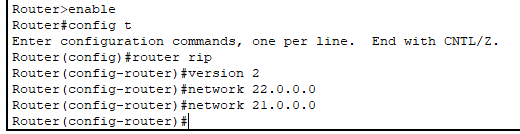 Router>enable
Router#config t
Enter configuration commands, one per line.  End with CNTL/Z.
Router(config)#router rip
Router(config-router)#version 2
Router(config-router)#network 22.0.0.0
Router(config-router)#network 21.0.0.0
Router(config-router)#